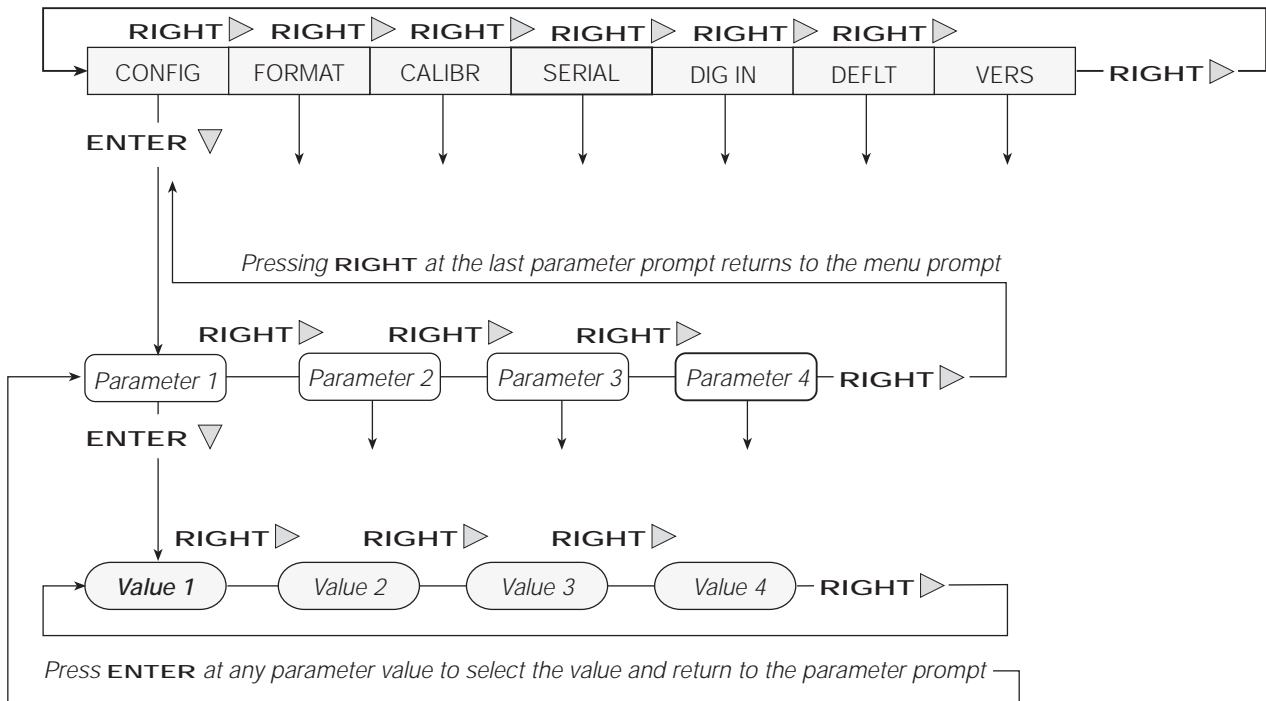 RIGHT RIGHT RIGHT RIGHT RIGHT RIGHT
CONFIG FORMAT CALIBR SERIAL DIG IN DEFLT VERS RIGHT
ENTER
Pressing RIGHT at the last parameter prompt returns to the menu prompt
RIGHT RIGHT RIGHT
Parameter 1 Parameter 2 Parameter 3 Parameter 4 RIGHT
ENTER
RIGHT RIGHT RIGHT
Value 1 Value 2 Value 3 Value 4 RIGHT
Press ENTER at any parameter value to select the value and return to the parameter prompt